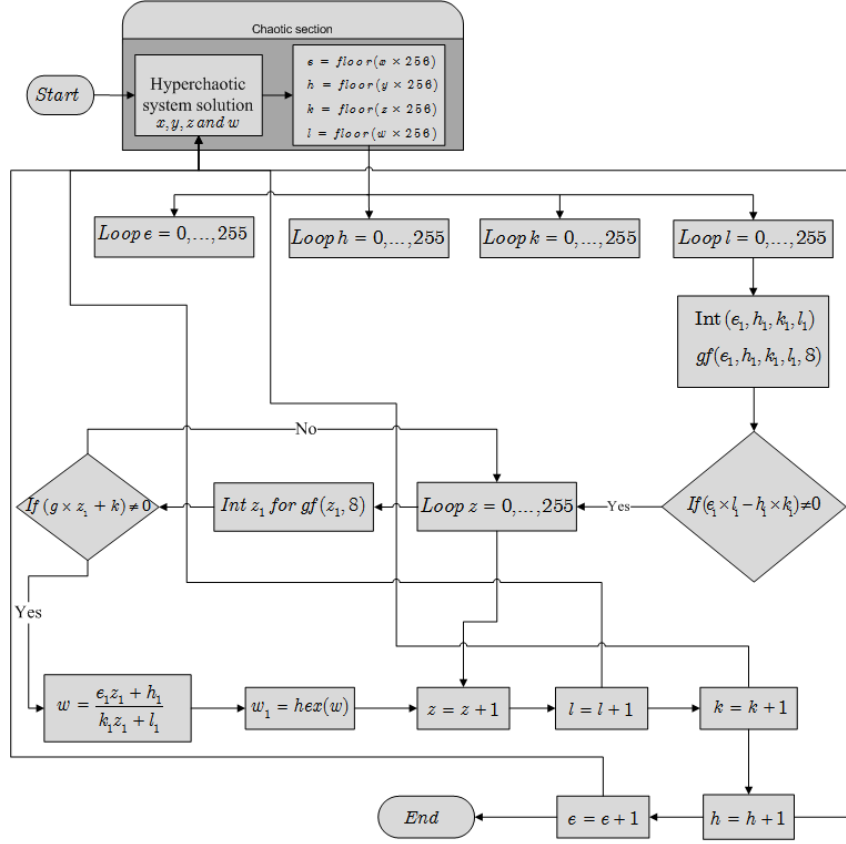 Chaotic section
Start
Hyperchaotic
system solution
x, y, z and w
e = floor(x × 256)
h = floor(y × 256)
k = floor(z × 256)
l = floor(w × 256)
Loop e = 0,...,255
Loop h = 0,...,255
Loop k = 0,...,255
Loop l = 0,...,255
Int (e₁, h₁, k₁, l₁)
gf(e₁, h₁, k₁, l₁, 8)
No
If (g × z₁ + k) ≠ 0
Int z₁ for gf(z₁, 8)
Loop z = 0,...,255
Yes
If (e₁ × l₁ − h₁ × k₁) ≠ 0
Yes
w = (e₁z₁ + h₁)/(k₁z₁ + l₁)
w₁ = hex(w)
z = z + 1
l = l + 1
k = k + 1
End
e = e + 1
h = h + 1